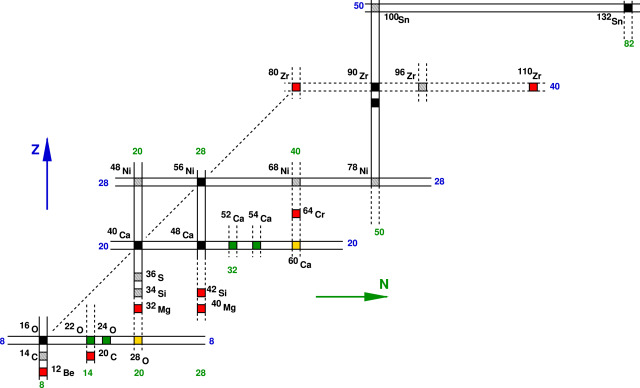 50
100Sn
132Sn
82
80Zr
90Zr
96Zr
110Zr
40
Z
20
28
40
48Ni
56Ni
68Ni
78Ni
28
28
52Ca
54Ca
64Cr
40Ca
48Ca
50
20
20
60Ca
32
36S
N
34Si
42Si
32Mg
40Mg
16O
22O
24O
8
8
14C
20C
28O
12Be
14
20
28
8